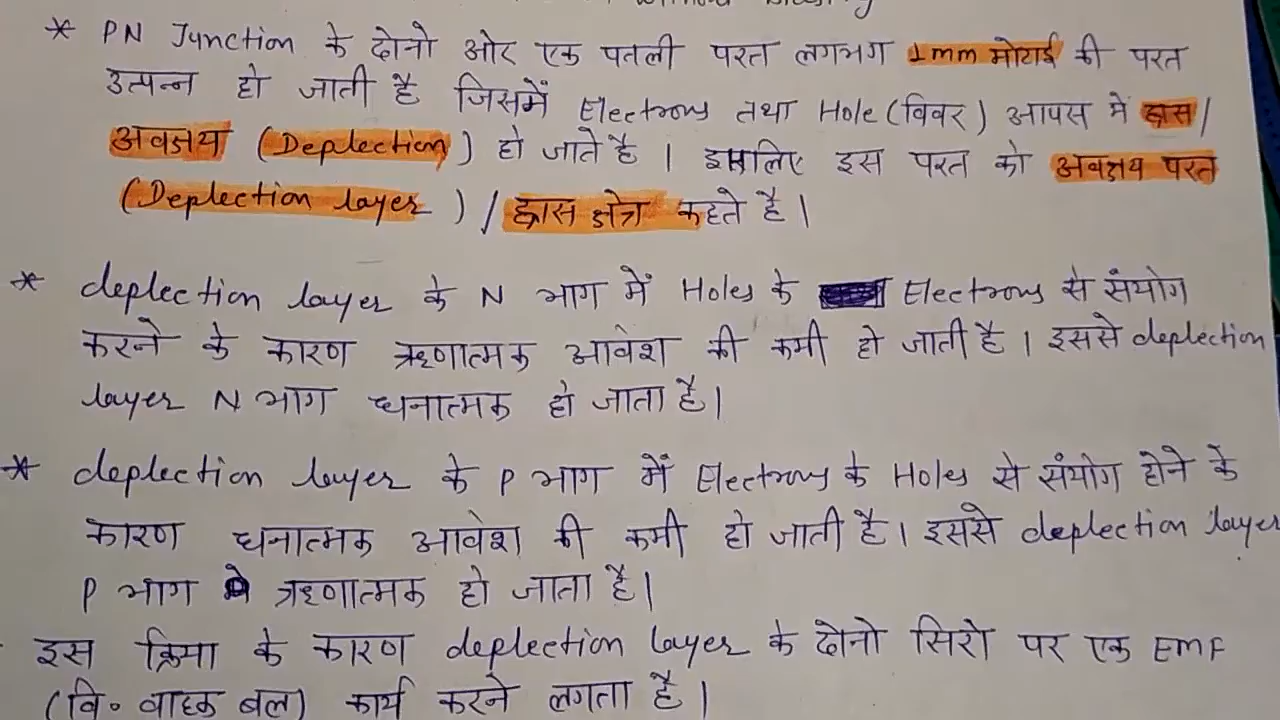 * PN Junction के दोनो ओर एक पतली परत लगभग 1mm मोटाई की परत
उत्पन्न हो जाती है जिसमें Electrons तथा Hole (विवर) आपस में ह्रास/
अवक्षय (Deplection) हो जाते है । इसलिए इस परत को अवक्षय परत
(Deplection layer) / ह्रास क्षेत्र कहते है ।
* deplection layer के N भाग में Holes के Electrons से संयोग
करने के कारण ऋणात्मक आवेश की कमी हो जाती है । इससे deplection
layer N भाग धनात्मक हो जाता है ।
* deplection layer के P भाग में Electrons के Holes से संयोग होने के
कारण धनात्मक आवेश की कमी हो जाती है । इससे deplection layer
P भाग ऋणात्मक हो जाता है ।
इस क्रिया के कारण deplection layer के दोनो सिरो पर एक EMF
(वि॰ वाहक बल) कार्य करने लगता है ।